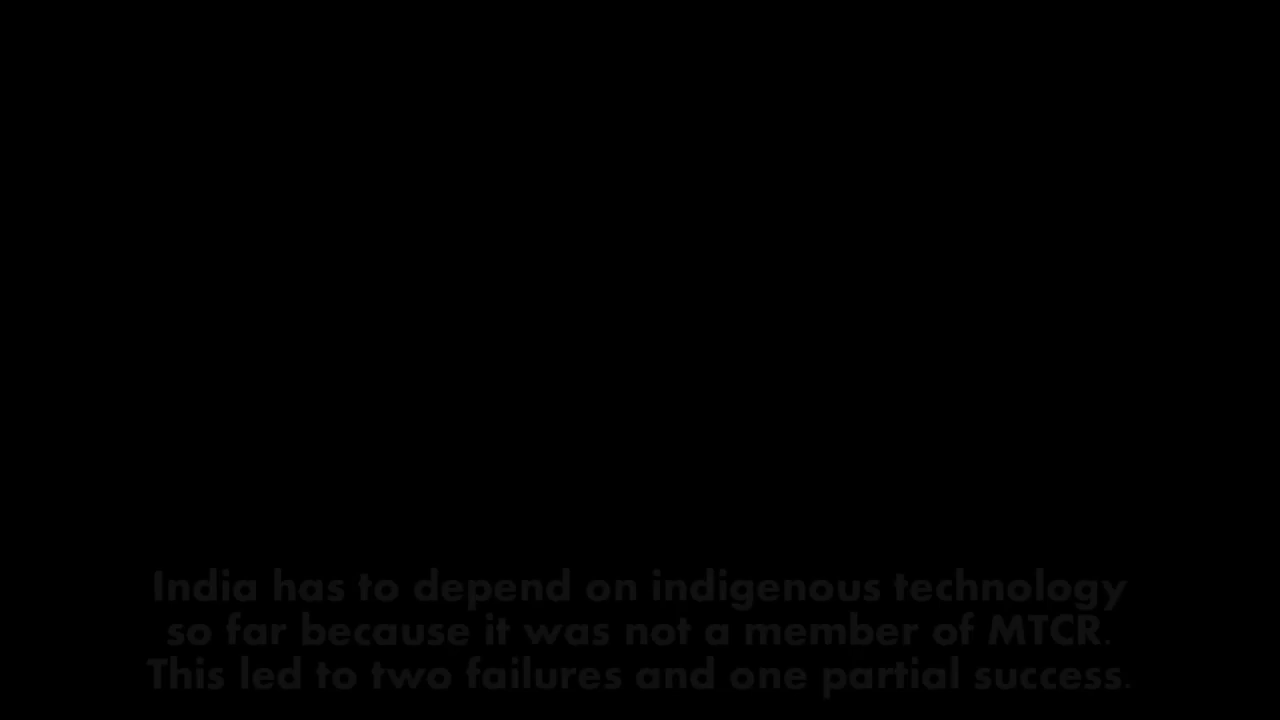 India has to depend on indigenous technology
so far because it was not a member of MTCR.
This led to two failures and one partial success.